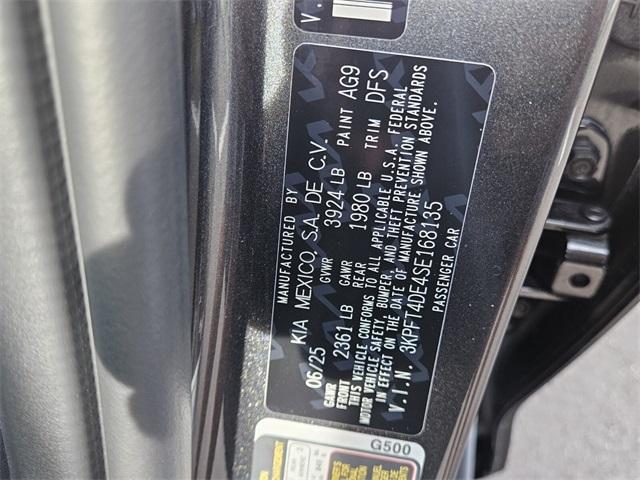 MANUFACTURED BY
06/25 KIA MEXICO, S.A. DE C.V.
GVWR 3924 LB PAINT AG9
GAWR FRONT 2361 LB GAWR REAR 1980 LB TRIM DFS
THIS VEHICLE CONFORMS TO ALL APPLICABLE U.S.A. FEDERAL
MOTOR VEHICLE SAFETY, BUMPER, AND THEFT PREVENTION STANDARDS
IN EFFECT ON THE DATE OF MANUFACTURE SHOWN ABOVE.
V.I.N. 3KPFT4DE4SE168135
PASSENGER CAR
G500
V.